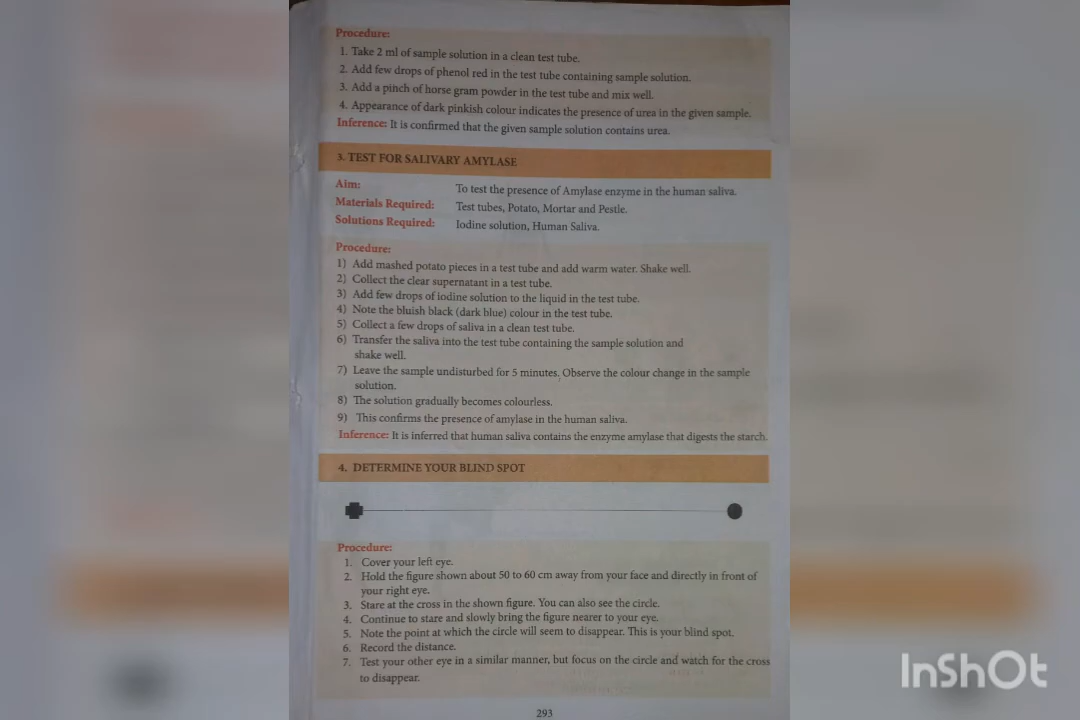 Procedure:
1. Take 2 ml of sample solution in a clean test tube.
2. Add few drops of phenol red in the test tube containing sample solution.
3. Add a pinch of horse gram powder in the test tube and mix well.
4. Appearance of dark pinkish colour indicates the presence of urea in the given sample.
Inference: It is confirmed that the given sample solution contains urea.
3. TEST FOR SALIVARY AMYLASE
Aim: To test the presence of Amylase enzyme in the human saliva.
Materials Required: Test tubes, Potato, Mortar and Pestle.
Solutions Required: Iodine solution, Human Saliva.
Procedure:
1) Add mashed potato pieces in a test tube and add warm water. Shake well.
2) Collect the clear supernatant in a test tube.
3) Add few drops of iodine solution to the liquid in the test tube.
4) Note the bluish black (dark blue) colour in the test tube.
5) Collect a few drops of saliva in a clean test tube.
6) Transfer the saliva into the test tube containing the sample solution and
shake well.
7) Leave the sample undisturbed for 5 minutes. Observe the colour change in the sample
solution.
8) The solution gradually becomes colourless.
9) This confirms the presence of amylase in the human saliva.
Inference: It is inferred that human saliva contains the enzyme amylase that digests the starch.
4. DETERMINE YOUR BLIND SPOT
Procedure:
1. Cover your left eye.
2. Hold the figure shown about 50 to 60 cm away from your face and directly in front of
your right eye.
3. Stare at the cross in the shown figure. You can also see the circle.
4. Continue to stare and slowly bring the figure nearer to your eye.
5. Note the point at which the circle will seem to disappear. This is your blind spot.
6. Record the distance.
7. Test your other eye in a similar manner, but focus on the circle and watch for the cross
to disappear.
293
InShOt